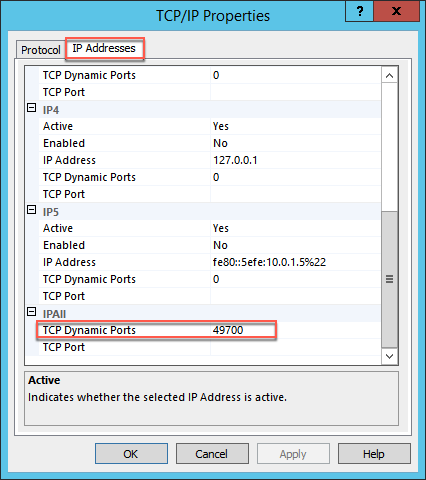 TCP/IP Properties
? x
Protocol IP Addresses
TCP Dynamic Ports 0
TCP Port
IP4
Active Yes
Enabled No
IP Address 127.0.0.1
TCP Dynamic Ports 0
TCP Port
IP5
Active Yes
Enabled No
IP Address fe80::5efe:10.0.1.5%22
TCP Dynamic Ports 0
TCP Port
IPAll
TCP Dynamic Ports 49700
TCP Port
Active
Indicates whether the selected IP Address is active.
OK Cancel Apply Help